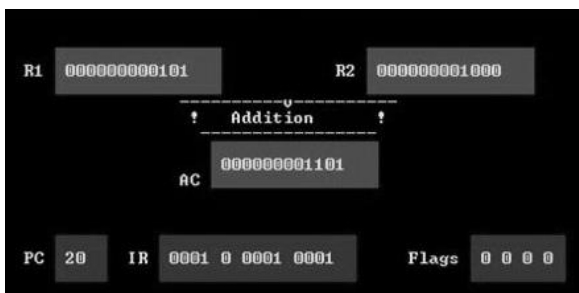 R1 000000000101 R2 000000001000
! Addition !
AC 000000001101
PC 20 IR 0001 0 0001 0001 Flags 0 0 0 0